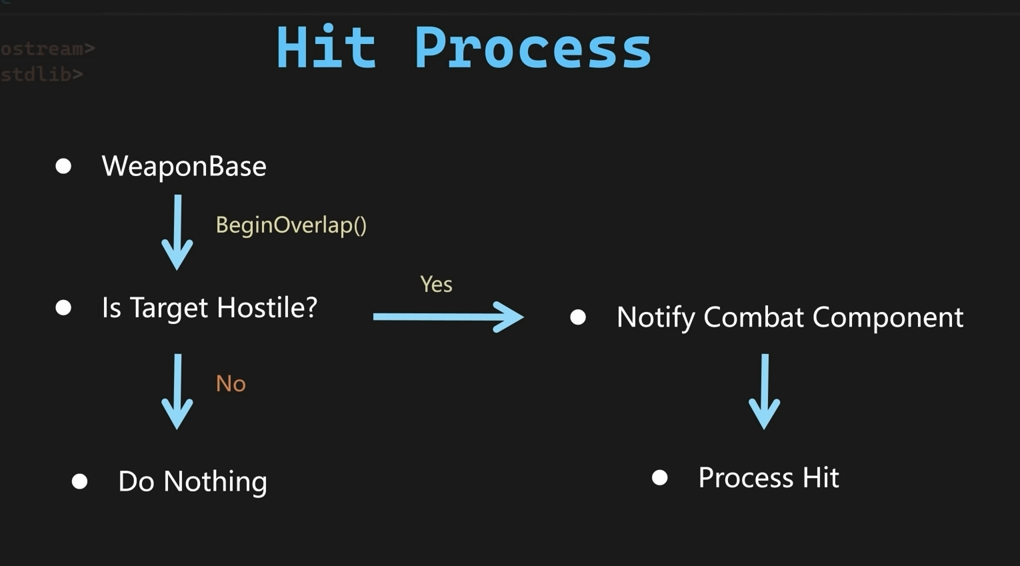 ostream>
stdlib>
Hit Process
WeaponBase
BeginOverlap()
Is Target Hostile?
Yes
Notify Combat Component
No
Do Nothing
Process Hit